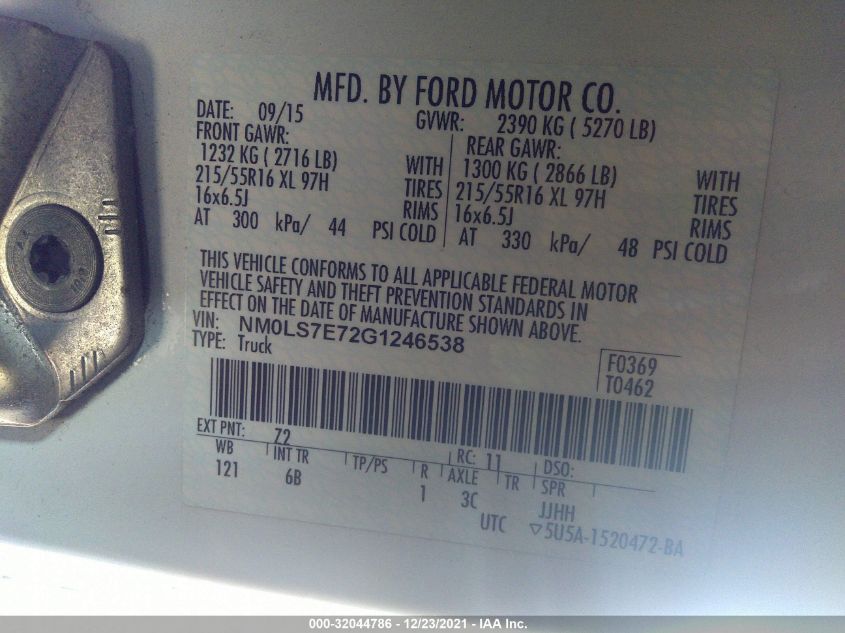 MFD. BY FORD MOTOR CO.
DATE: 09/15 GVWR: 2390 KG ( 5270 LB)
FRONT GAWR: REAR GAWR:
1232 KG ( 2716 LB) WITH 1300 KG ( 2866 LB) WITH
215/55R16 XL 97H TIRES 215/55R16 XL 97H TIRES
16x6.5J RIMS 16x6.5J RIMS
AT 300 kPa/ 44 PSI COLD AT 330 kPa/ 48 PSI COLD
THIS VEHICLE CONFORMS TO ALL APPLICABLE FEDERAL MOTOR
VEHICLE SAFETY AND THEFT PREVENTION STANDARDS IN
EFFECT ON THE DATE OF MANUFACTURE SHOWN ABOVE.
VIN: NM0LS7E72G1246538
TYPE: Truck
F0369
T0462
EXT PNT: Z2 RC: 11 DSO:
WB INT TR TP/PS R AXLE TR SPR
121 6B 1 3C JJHH
UTC ▽5U5A-1520472-BA
10.9
000-32044786 - 12/23/2021 - IAA Inc.